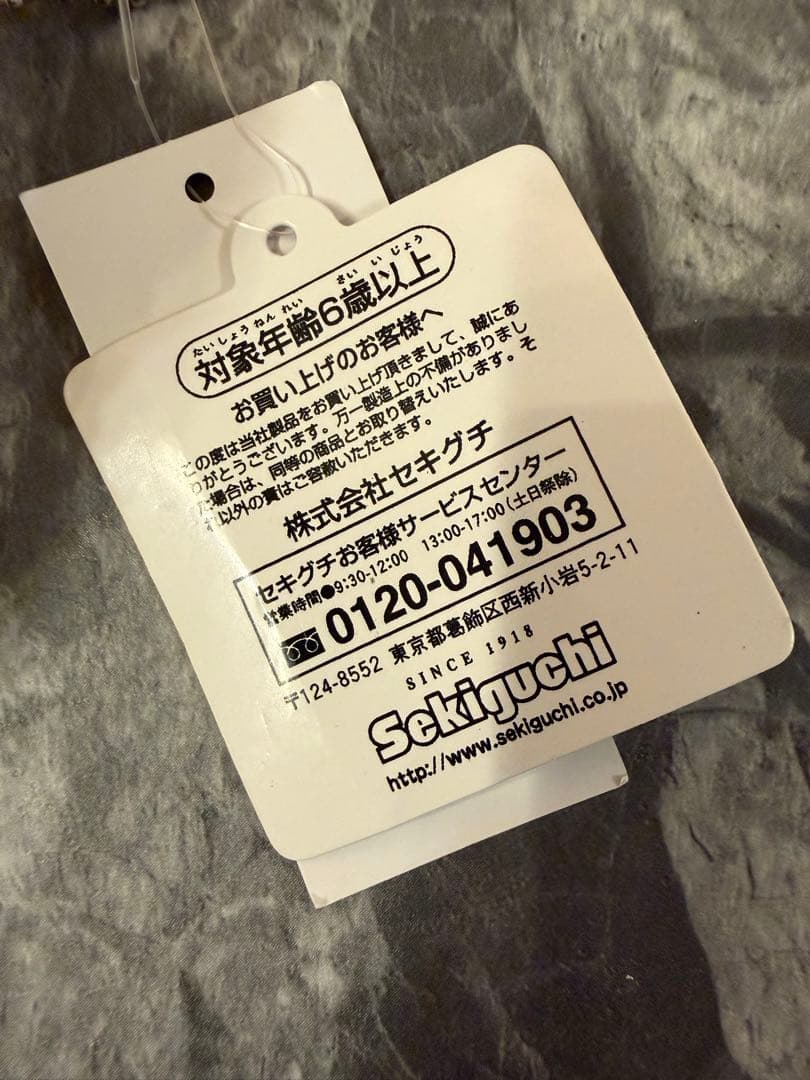 たいしょうねんれい さいいじょう
対象年齢6歳以上
お買い上げのお客様へ
この度は当社製品をお買い上げ頂きまして、誠にあ
りがとうございます。万一製造上の不備がありまし
た場合は、同等の商品とお取り替えいたします。そ
れ以外の責はご容赦いただきます。
株式会社セキグチ
セキグチお客様サービスセンター
営業時間●9:30-12:00 13:00-17:00(土日祭除)
0120-041903
〒124-8552 東京都葛飾区西新小岩5-2-11
SINCE 1918
Sekiguchi
http://www.sekiguchi.co.jp